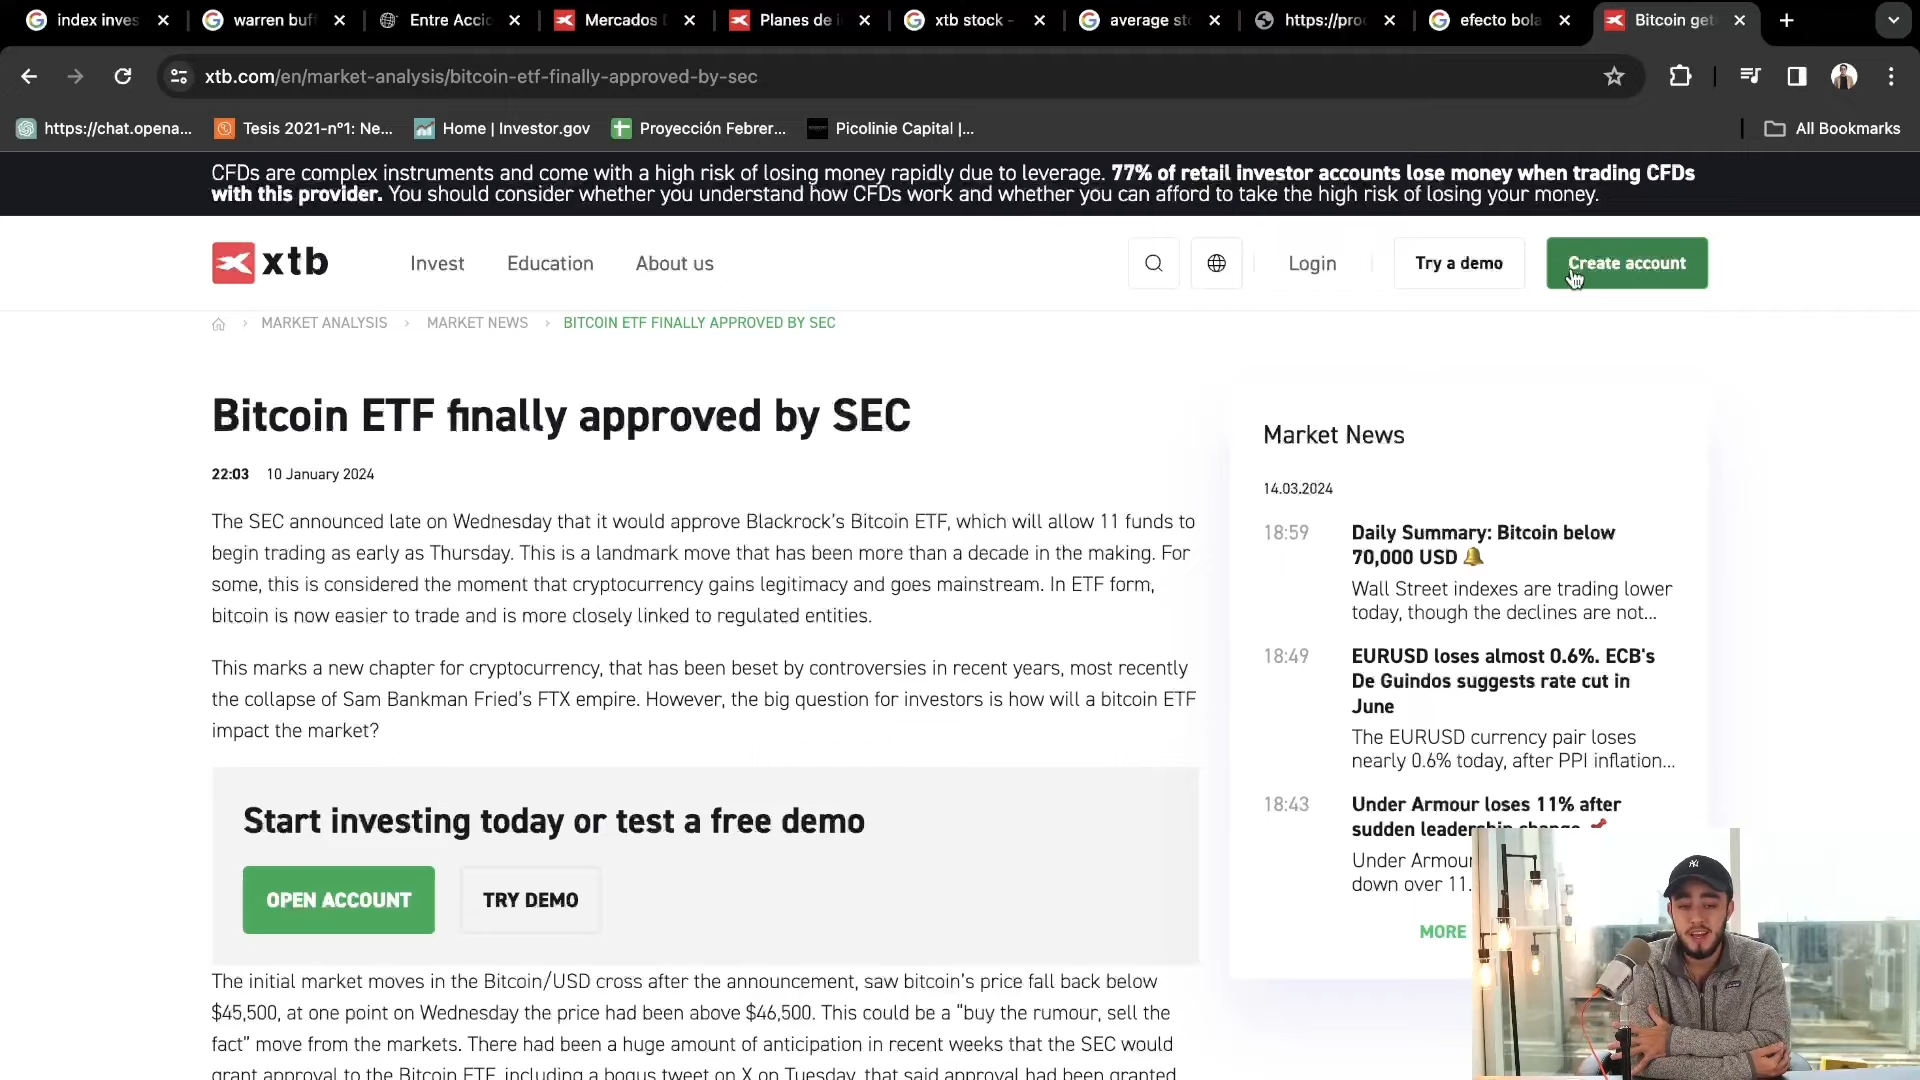 index inves
warren buf
Entre Accio
Mercados D
Planes de i
xtb stock -
average sto
https://pro
efecto bola
Bitcoin get
xtb.com/en/market-analysis/bitcoin-etf-finally-approved-by-sec
https://chat.opena...
Tesis 2021-nº1: Ne...
Home | Investor.gov
Proyección Febrer...
Picolinie Capital |...
All Bookmarks
CFDs are complex instruments and come with a high risk of losing money rapidly due to leverage. 77% of retail investor accounts lose money when trading CFDs
with this provider. You should consider whether you understand how CFDs work and whether you can afford to take the high risk of losing your money.
xtb
Invest
Education
About us
Login
Try a demo
Create account
MARKET ANALYSIS > MARKET NEWS > BITCOIN ETF FINALLY APPROVED BY SEC
Bitcoin ETF finally approved by SEC
22:03 10 January 2024
The SEC announced late on Wednesday that it would approve Blackrock's Bitcoin ETF, which will allow 11 funds to
begin trading as early as Thursday. This is a landmark move that has been more than a decade in the making. For
some, this is considered the moment that cryptocurrency gains legitimacy and goes mainstream. In ETF form,
bitcoin is now easier to trade and is more closely linked to regulated entities.
This marks a new chapter for cryptocurrency, that has been beset by controversies in recent years, most recently
the collapse of Sam Bankman Fried's FTX empire. However, the big question for investors is how will a bitcoin ETF
impact the market?
Start investing today or test a free demo
OPEN ACCOUNT
TRY DEMO
The initial market moves in the Bitcoin/USD cross after the announcement, saw bitcoin's price fall back below
$45,500, at one point on Wednesday the price had been above $46,500. This could be a “buy the rumour, sell the
fact” move from the markets. There had been a huge amount of anticipation in recent weeks that the SEC would
grant approval to the Bitcoin ETF, including a bogus tweet on X on Tuesday, that said approval had been granted
Market News
14.03.2024
18:59
Daily Summary: Bitcoin below
70,000 USD
Wall Street indexes are trading lower
today, though the declines are not...
18:49
EURUSD loses almost 0.6%. ECB's
De Guindos suggests rate cut in
June
The EURUSD currency pair loses
nearly 0.6% today, after PPI inflation...
18:43
Under Armour loses 11% after
sudden leadership change
Under Armour
down over 11.
MORE